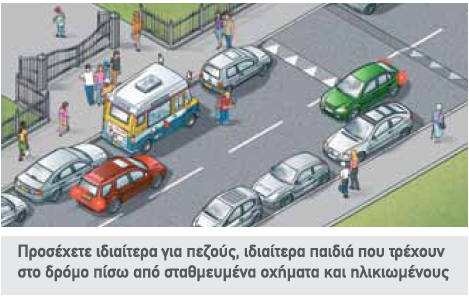 Προσέχετε ιδιαίτερα για πεζούς, ιδιαίτερα παιδιά που τρέχουν
στο δρόμο πίσω από σταθμευμένα οχήματα και ηλικιωμένους